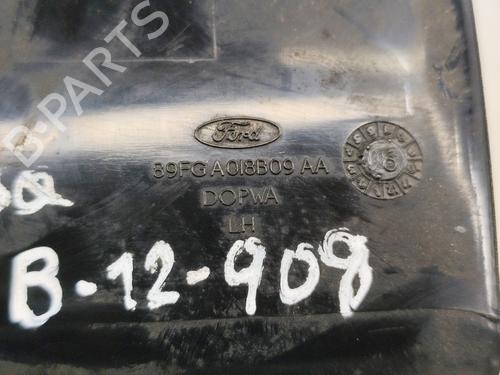 B-PARTS
Ford
89FG A018B09 AA
DOPWA
LH
B-12-909